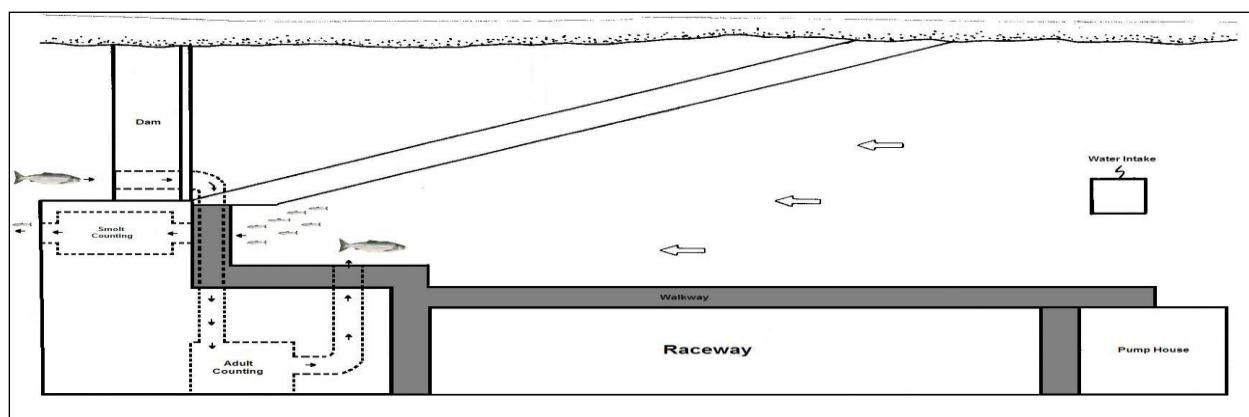 Dam
Water Intake
Smolt
Counting
Walkway
Raceway
Pump House
Adult
Counting